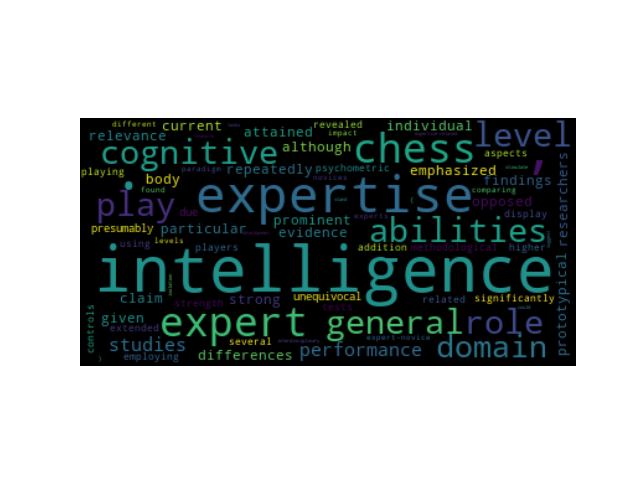 different current revealed individual
relevance attained impact level
cognitive although chess aspects ,
playing . body paradigm repeatedly psychometric emphasized findings
found expertise novices comparing
play due ( opposed
presumably particular prominent abilities display
using levels players evidence addition methodological higher
intelligence
claim strength strong unequivocal tests related significantly
controls given extended expert general role
studies several expert-novice
employing differences performance domain
)
prototypical researchers
experts